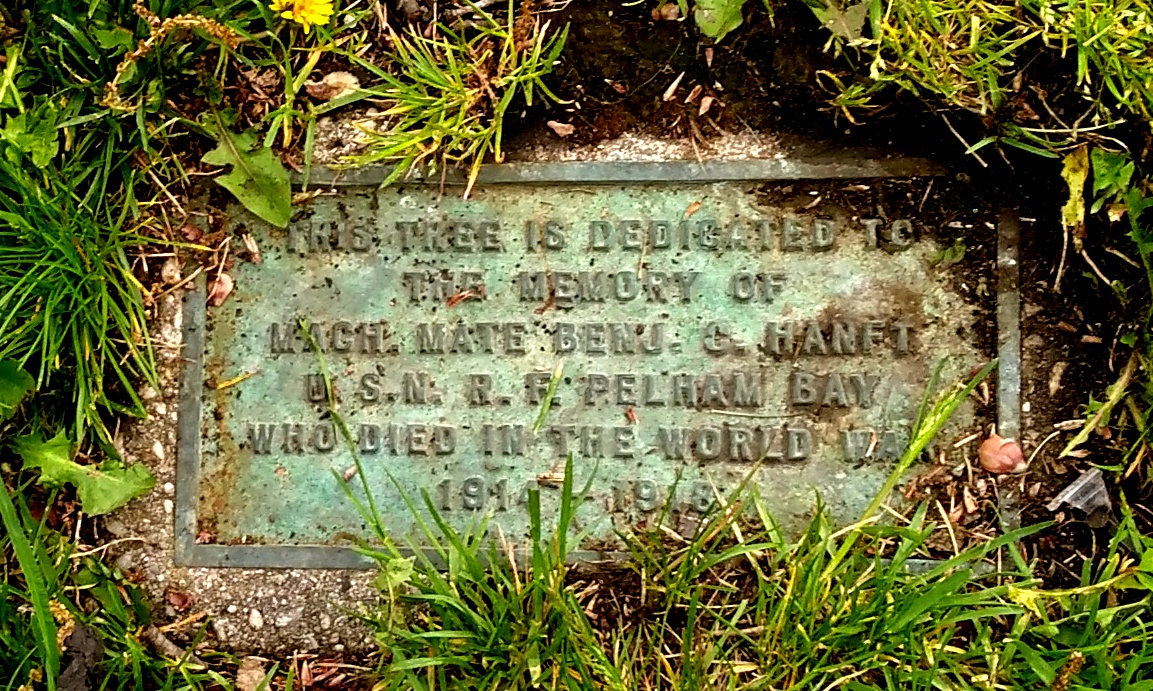 THIS TREE IS DEDICATED TO
THE MEMORY OF
MACH. MATE BENJ. C. HANFT
U.S.N. R.F. PELHAM BAY
WHO DIED IN THE WORLD WAR
1914 - 1918